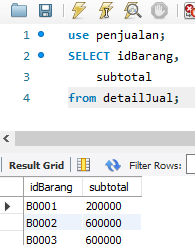 1 use penjualan;
2 SELECT idBarang,
3 subtotal
4 from detailJual;
Result Grid Filter Rows:
idBarang subtotal
B0001 200000
B0002 600000
B0003 600000